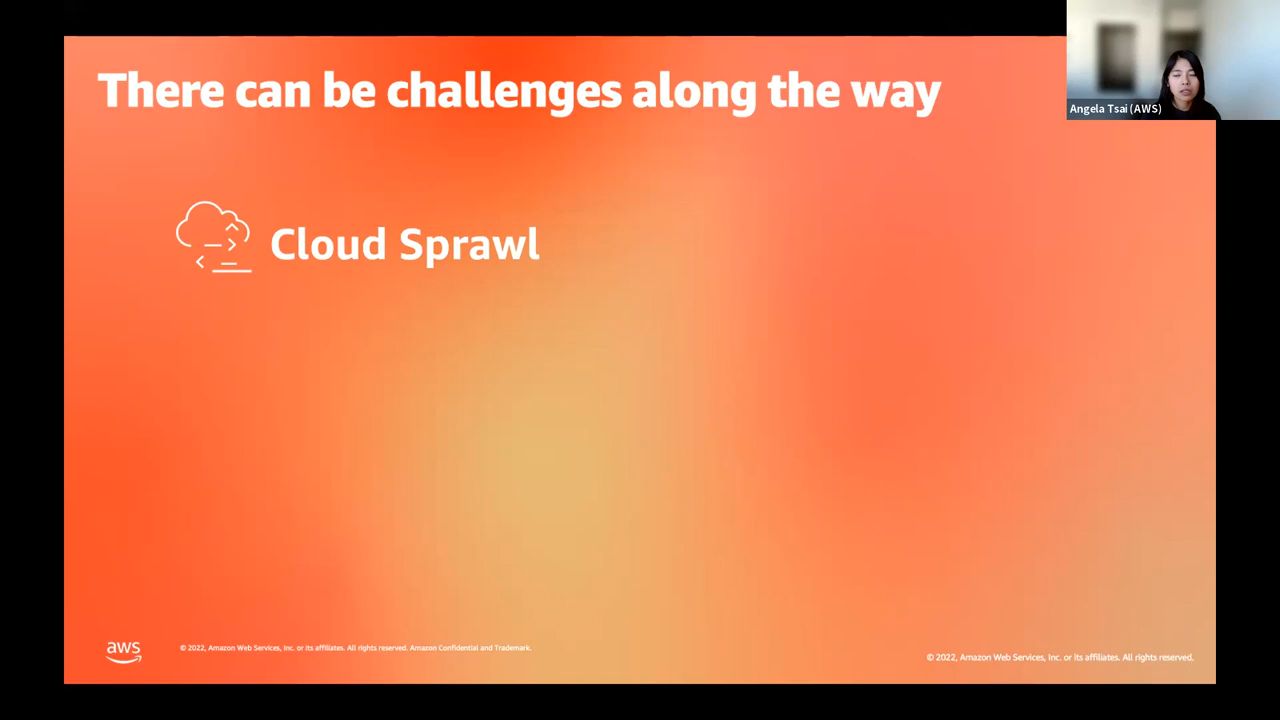 There can be challenges along the way
Angela Tsai (AWS)
Cloud Sprawl
aws
© 2022, Amazon Web Services, Inc. or its affiliates. All rights reserved. Amazon Confidential and Trademark.
© 2022, Amazon Web Services, Inc. or its affiliates. All rights reserved.